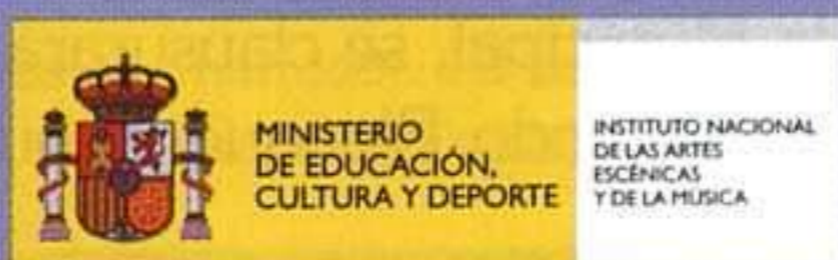 MINISTERIO
DE EDUCACIÓN,
CULTURA Y DEPORTE
INSTITUTO NACIONAL
DE LAS ARTES
ESCÉNICAS
Y DE LA MÚSICA